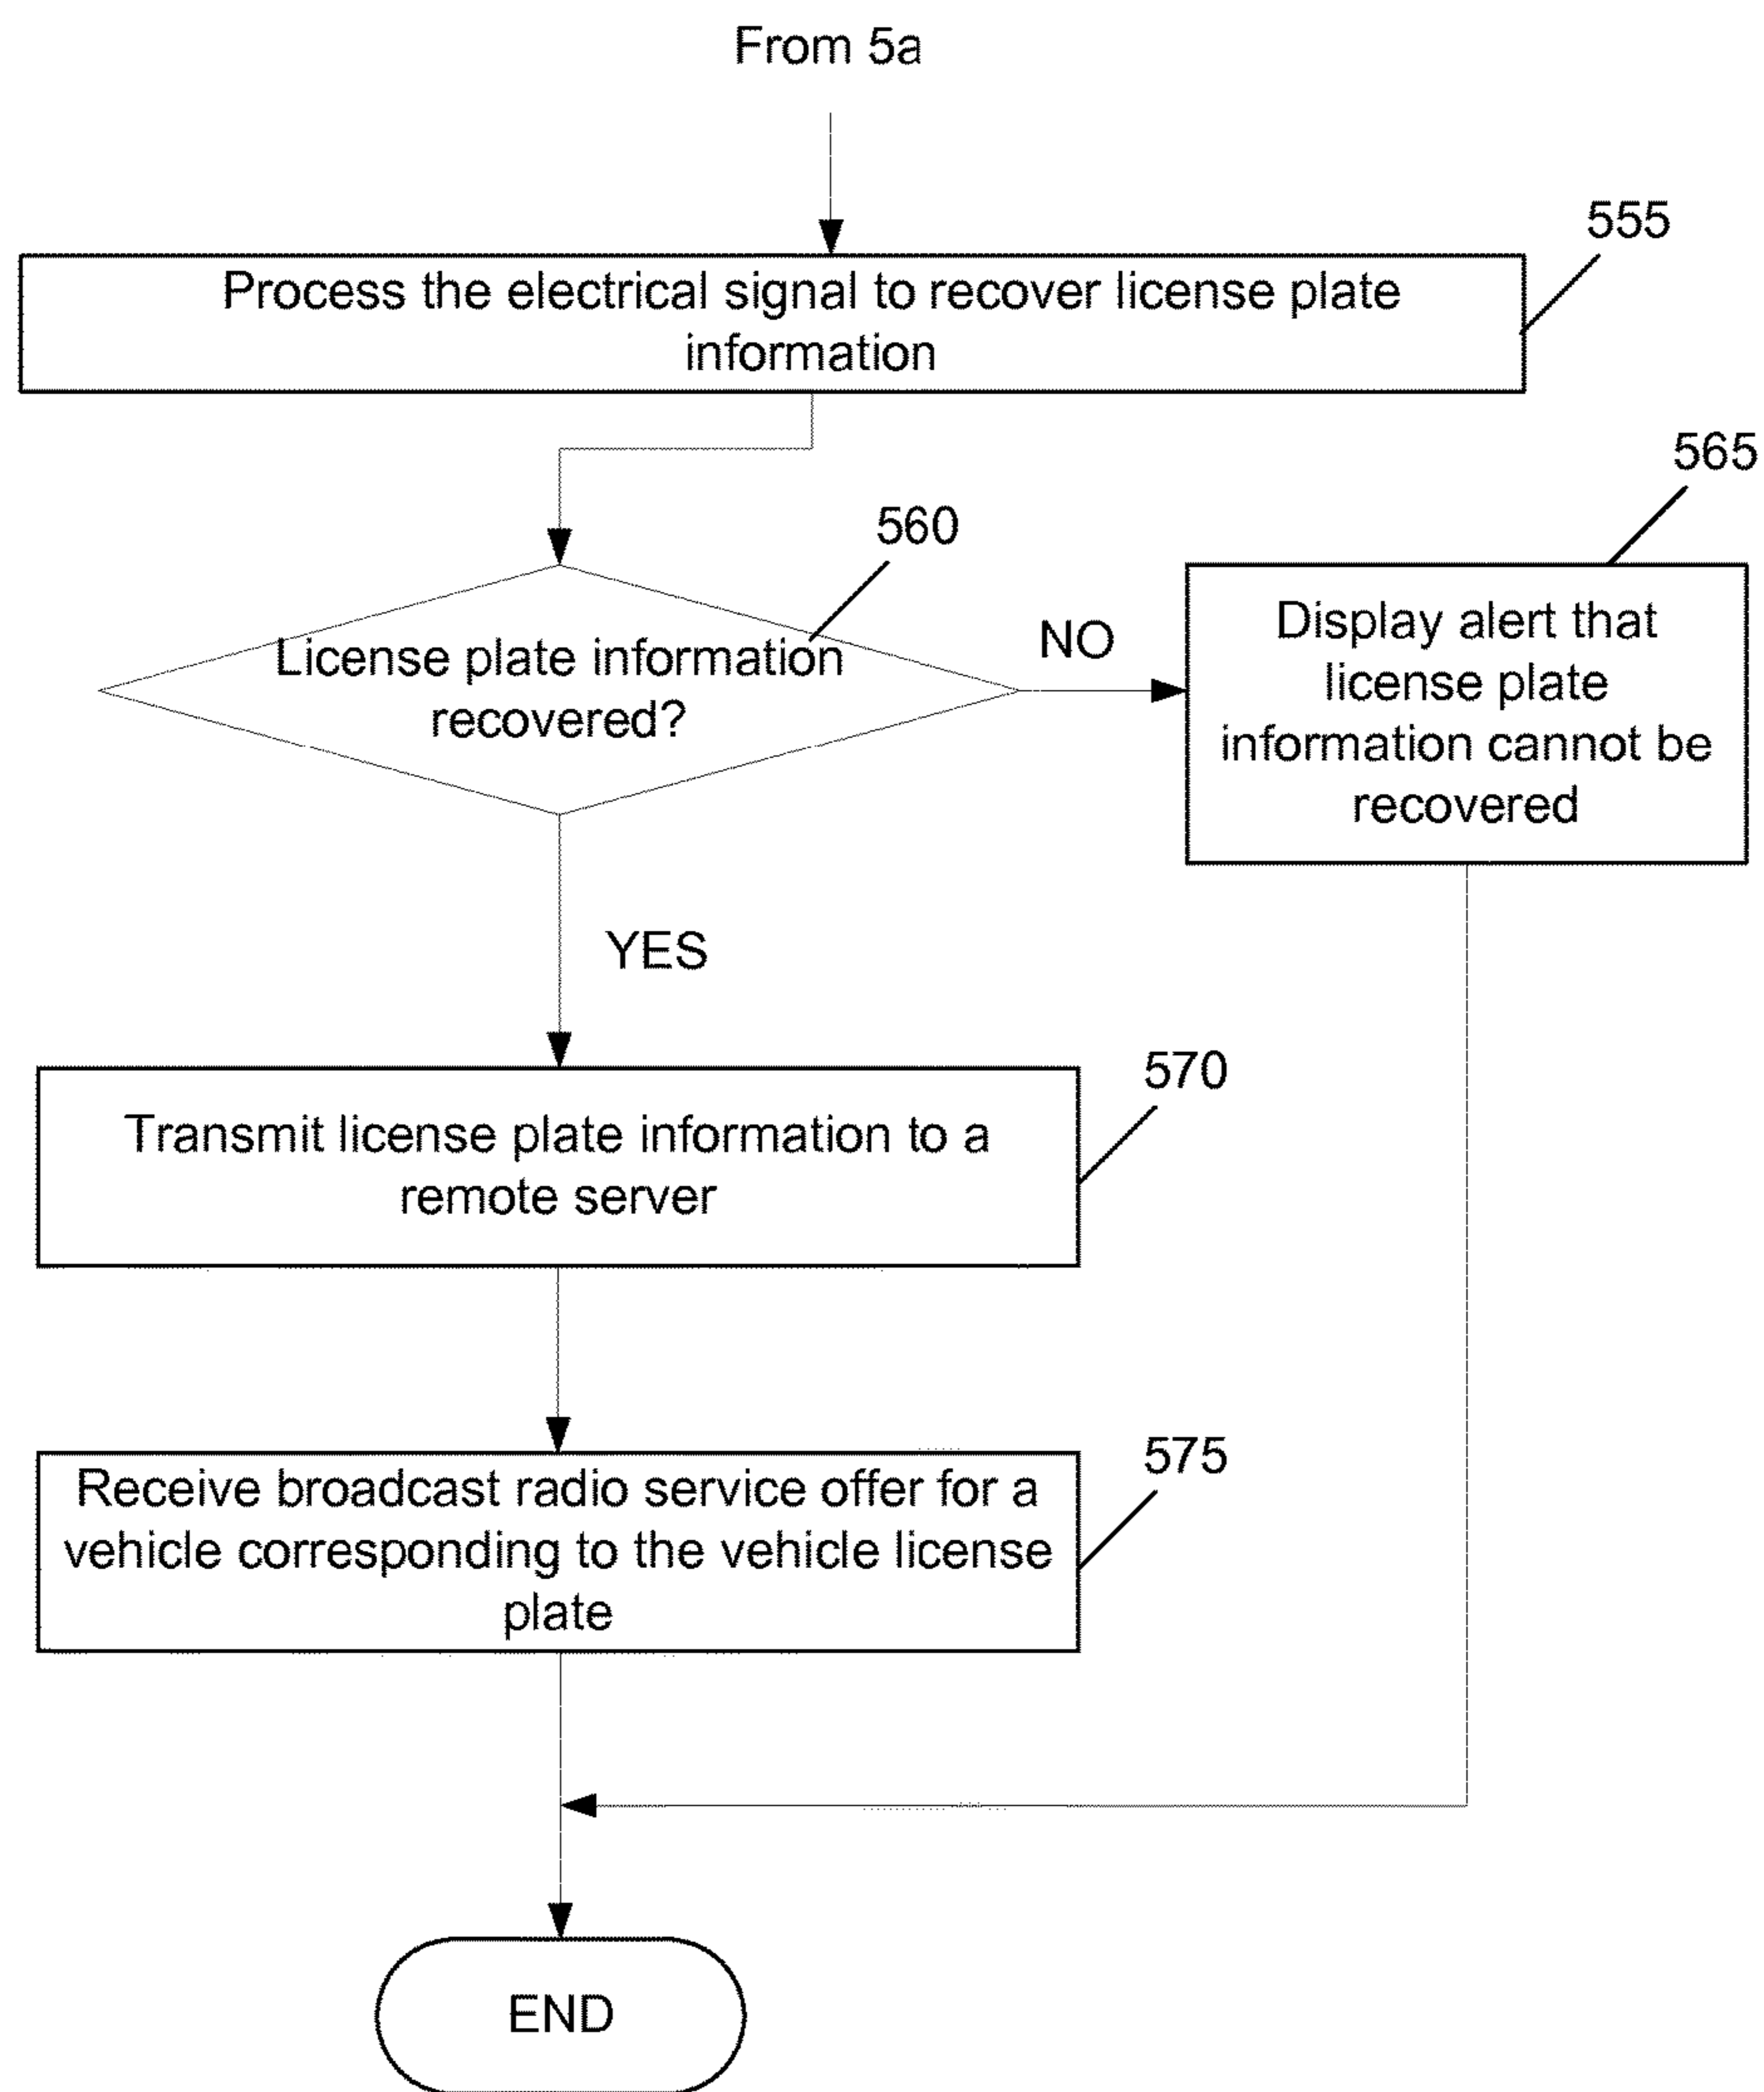 From 5a
555
Process the electrical signal to recover license plate
information
565
560
License plate information
recovered?
NO
Display alert that
license plate
information cannot be
recovered
YES
570
Transmit license plate information to a
remote server
575
Receive broadcast radio service offer for a
vehicle corresponding to the vehicle license
plate
END